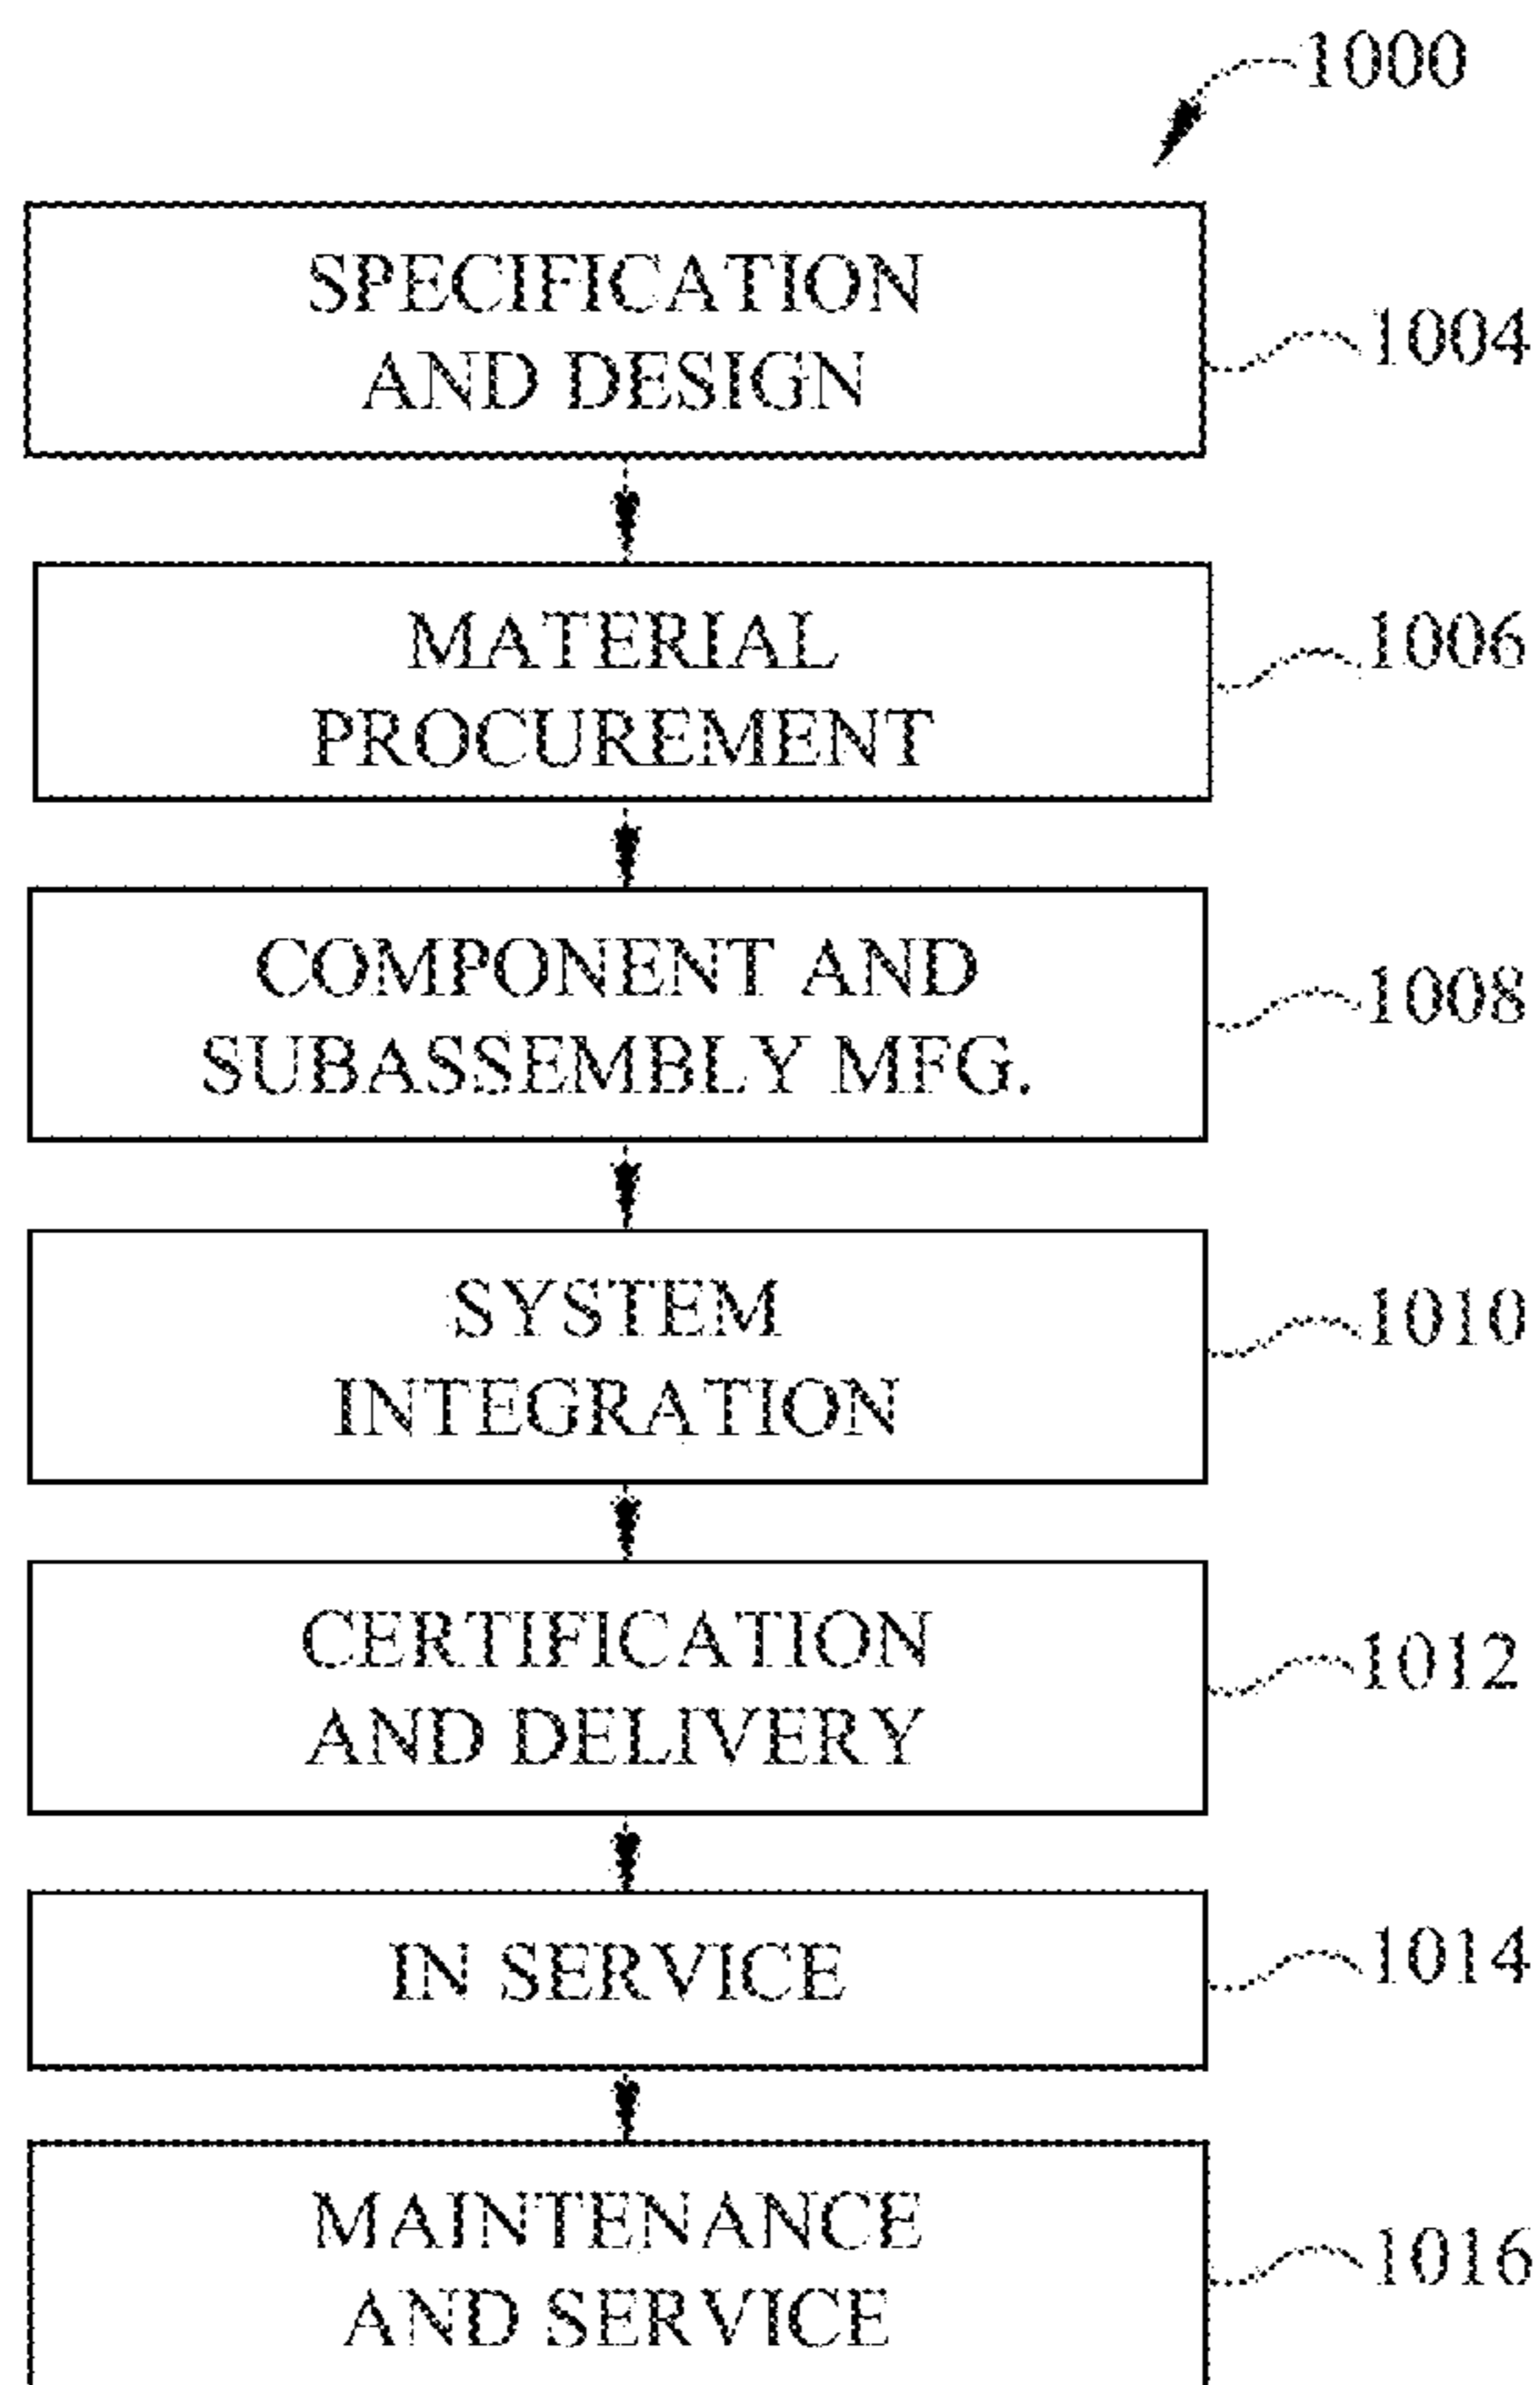 1000
SPECIFICATION
AND DESIGN
1004
MATERIAL
PROCUREMENT
1006
COMPONENT AND
SUBASSEMBLY MFG.
1008
SYSTEM
INTEGRATION
1010
CERTIFICATION
AND DELIVERY
1012
IN SERVICE
1014
MAINTENANCE
AND SERVICE
1016